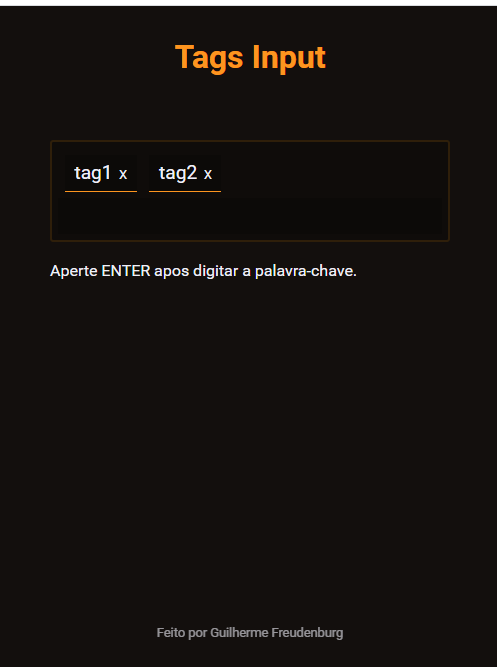 Tags Input
tag1 x tag2 x
Aperte ENTER apos digitar a palavra-chave.
Feito por Guilherme Freudenburg